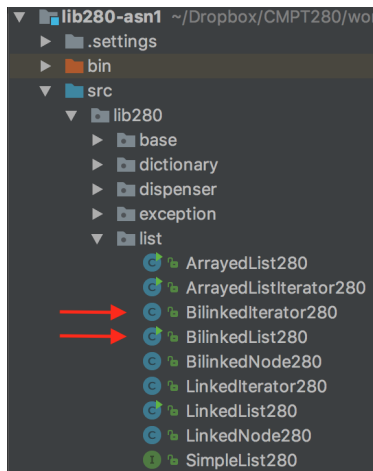 lib280-asn1 ~/Dropbox/CMPT280/wor
.settings
bin
src
lib280
base
dictionary
dispenser
exception
list
ArrayedList280
ArrayedListIterator280
BilinkedIterator280
BilinkedList280
BilinkedNode280
LinkedIterator280
LinkedList280
LinkedNode280
SimpleList280